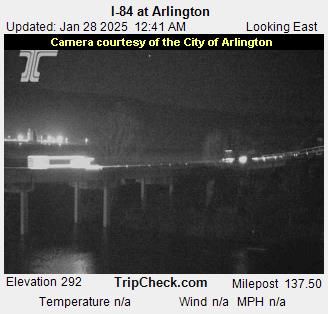 I-84 at Arlington
Updated: Jan 28 2025 12:41 AM Looking East
Camera courtesy of the City of Arlington
Elevation 292 TripCheck.com Milepost 137.50
Temperature n/a Wind n/a MPH n/a